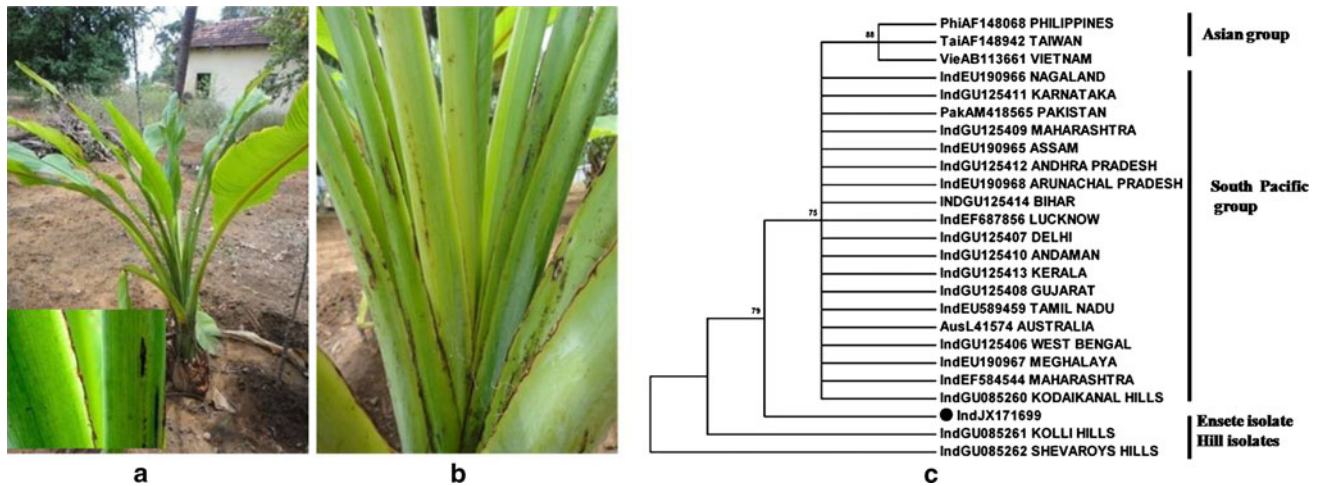 88
PhiAF148068 PHILIPPINES
TaiAF148942 TAIWAN
VieAB113661 VIETNAM
Asian group
IndEU190966 NAGALAND
IndGU125411 KARNATAKA
PakAM418565 PAKISTAN
IndGU125409 MAHARASHTRA
IndEU190965 ASSAM
IndGU125412 ANDHRA PRADESH
IndEU190968 ARUNACHAL PRADESH
INDGU125414 BIHAR
75
IndEF687856 LUCKNOW
IndGU125407 DELHI
IndGU125410 ANDAMAN
IndGU125413 KERALA
IndGU125408 GUJARAT
IndEU589459 TAMIL NADU
AusL41574 AUSTRALIA
IndGU125406 WEST BENGAL
IndEU190967 MEGHALAYA
IndEF584544 MAHARASHTRA
IndGU085260 KODAIKANAL HILLS
South Pacific
group
79
IndJX171699
IndGU085261 KOLLI HILLS
IndGU085262 SHEVAROYS HILLS
Ensete isolate
Hill isolates
a
b
c